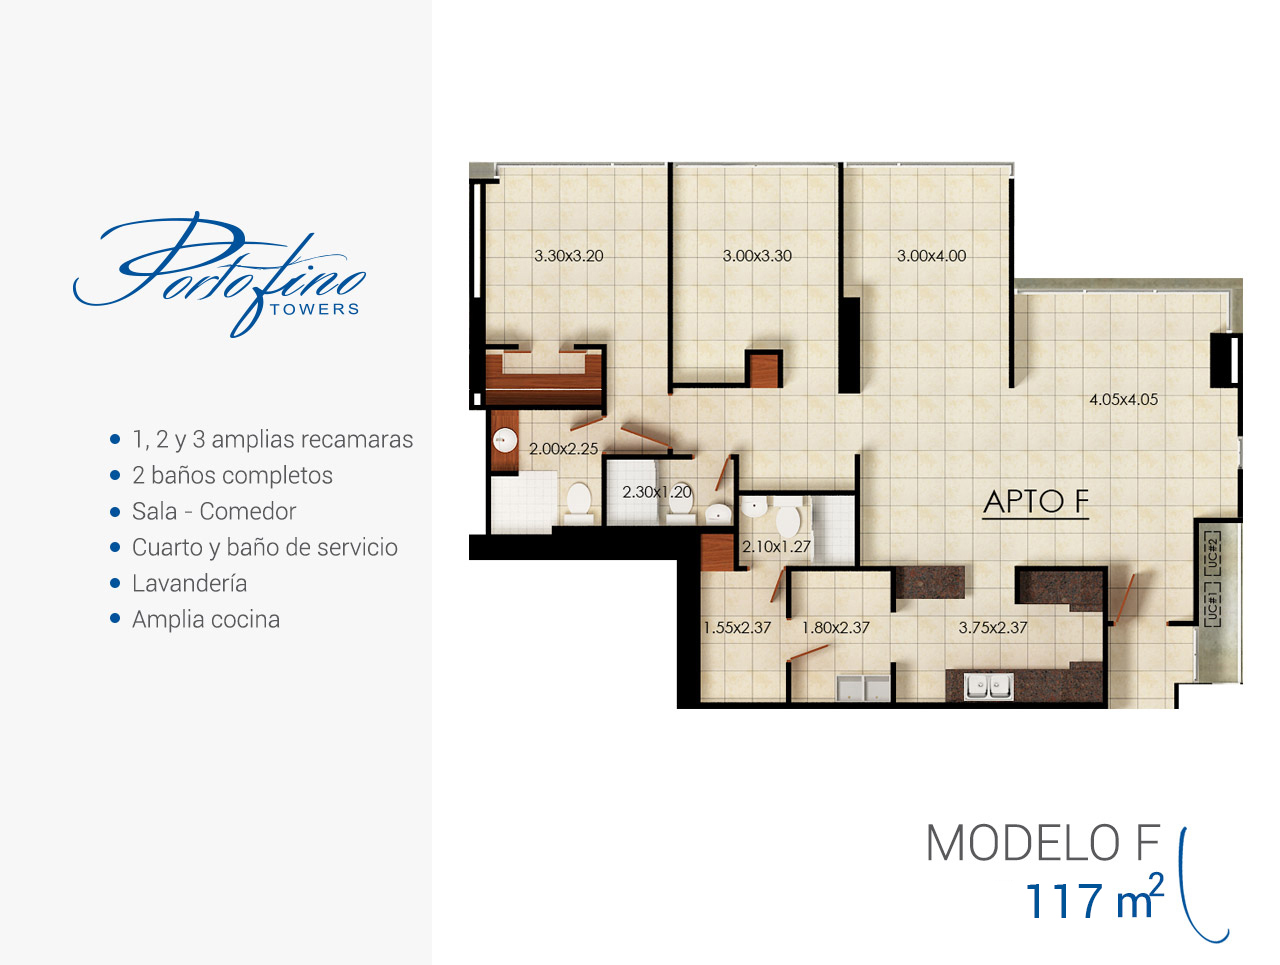 Portofino
TOWERS
1, 2 y 3 amplias recamaras
2 baños completos
Sala - Comedor
Cuarto y baño de servicio
Lavandería
Amplia cocina
3.30x3.20
3.00x3.30
3.00x4.00
4.05x4.05
2.00x2.25
2.30x1.20
APTO F
2.10x1.27
UC#2
UC#1
1.55x2.37
1.80x2.37
3.75x2.37
MODELO F
117 m²